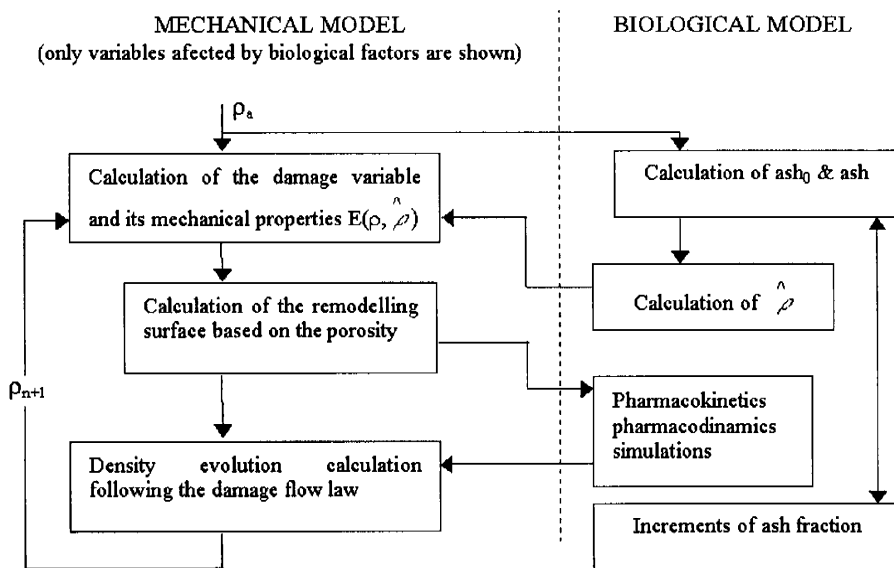 MECHANICAL MODEL
(only variables afected by biological factors are shown)
BIOLOGICAL MODEL
ρa
Calculation of the damage variable
and its mechanical properties E(ρ, ρ̂)
Calculation of ash₀ & ash
Calculation of ρ̂
Calculation of the remodelling
surface based on the porosity
ρn+1
Pharmacokinetics
pharmacodinamics
simulations
Density evolution calculation
following the damage flow law
Increments of ash fraction